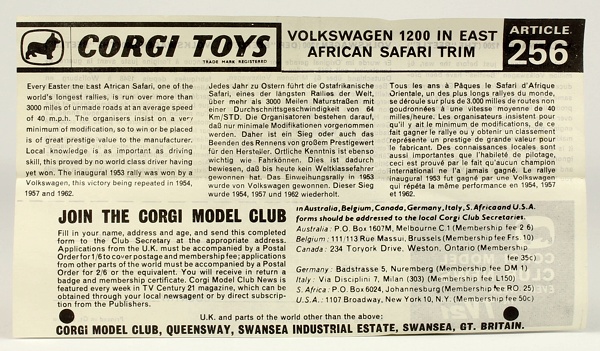 CORGI TOYS
TRADE MARK REGISTERED
VOLKSWAGEN 1200 IN EAST
AFRICAN SAFARI TRIM
ARTICLE
256
Every Easter the East African Safari, one of the
world's longest rallies, is run over more than
3000 miles of unmade roads at an average speed
of 40 m.p.h. The organisers insist on a very
minimum of modification, so to win or be placed
is of great prestige value to the manufacturer.
Local knowledge is as important as driving
skill, this proved by no world class driver having
yet won. The inaugural 1953 rally was won by a
Volkswagen, this victory being repeated in 1954,
1957 and 1962.
Jedes Jahr zu Ostern führt die Ostafrikanische
Safari, eines der längsten Rallies der Welt,
über mehr als 3000 Meilen Naturstraßen mit
einer Durchschnittsgeschwindigkeit von 64
Km/STD. Die Organisatoren bestehen darauf,
daß nur minimale Modifikationen vorgenommen
werden. Daher ist ein Sieg oder auch das
Beenden des Rennens von großem Prestigewert
für den Hersteller. Örtliche Kenntnis ist ebenso
wichtig wie Fahrkönnen. Dies ist dadurch
bewiesen, daß bis heute kein Weltklassefahrer
gewonnen hat. Das Einweihungsrally in 1953
wurde von Volkswagen gewonnen. Dieser Sieg
wurde 1954, 1957 und 1962 wiederholt.
Tous les ans à Pâques le Safari d'Afrique
Orientale, un des plus longs rallyes du monde,
se déroule sur plus de 3.000 milles de routes non
goudronnées à une vitesse moyenne de 40
milles/heure. Les organisateurs insistent pour
qu'il y ait le minimum de modifications, de ce
fait gagner le rallye ou y obtenir un classement
représente un prestige de grande valeur pour
le fabricant. Des connaissances locales sont
aussi importantes que l'habileté de pilotage,
ceci est prouvé par le fait qu'aucun champion
international ne l'a jamais gagné. Le rallye
inaugural 1953 fut gagné par une Volkswagen
qui répéta la même performance en 1954, 1957
et 1962.
JOIN THE CORGI MODEL CLUB
Fill in your name, address and age, and send this completed
form to the Club Secretary at the appropriate address.
Applications from the U.K. must be accompanied by a Postal
Order for 1/6 to cover postage and membership fee; applications
from other parts of the world must be accompanied by a Postal
Order for 2/6 or the equivalent. You will receive in return a
badge and membership certificate. Corgi Model Club News is
featured every week in TV Century 21 magazine, which can be
obtained through your local newsagent or by direct subscrip-
tion from the Publishers.
In Australia, Belgium, Canada, Germany, Italy, S. Africa and U.S.A.
forms should be addressed to the local Corgi Club Secretaries.
Australia: P.O. Box 1607M, Melbourne C.1 (Membership fee 2 6)
Belgium: 111/113 Rue Massui, Brussels (Membership fee Frs. 10)
Canada: 234 Toryork Drive, Weston, Ontario (Membership
fee 35c)
Germany: Badstrasse 5, Nuremberg (Membership fee DM 1)
Italy: Via Disciplini 7, Milan (303) (Membership fee L150)
S. Africa: P.O. Box 6024, Johannesburg (Membership fee RO. 25)
U.S.A.: 1107 Broadway, New York 10, N.Y. (Membership fee 50c)
U.K. and parts of the world other than the above:
CORGI MODEL CLUB, QUEENSWAY, SWANSEA INDUSTRIAL ESTATE, SWANSEA, GT. BRITAIN.